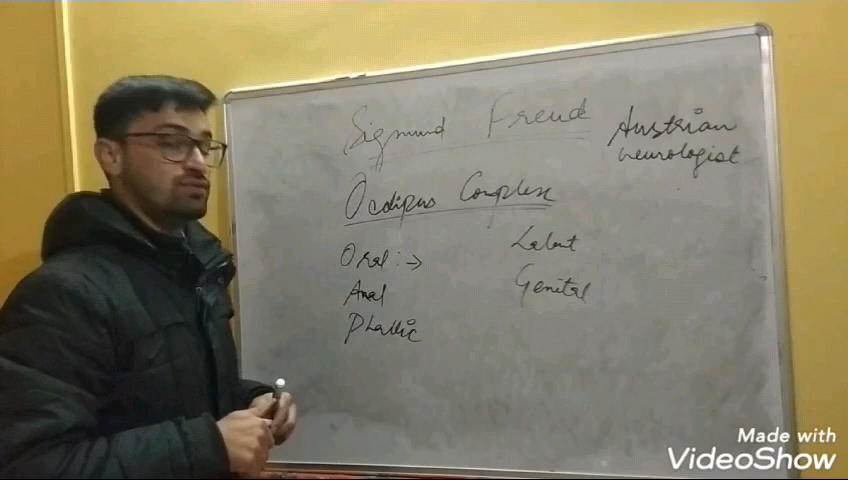 Sigmund Freud
Austrian
neurologist
Oedipus Complex
Oral :→
Anal
Phallic
Latent
Genital
Made with
VideoShow